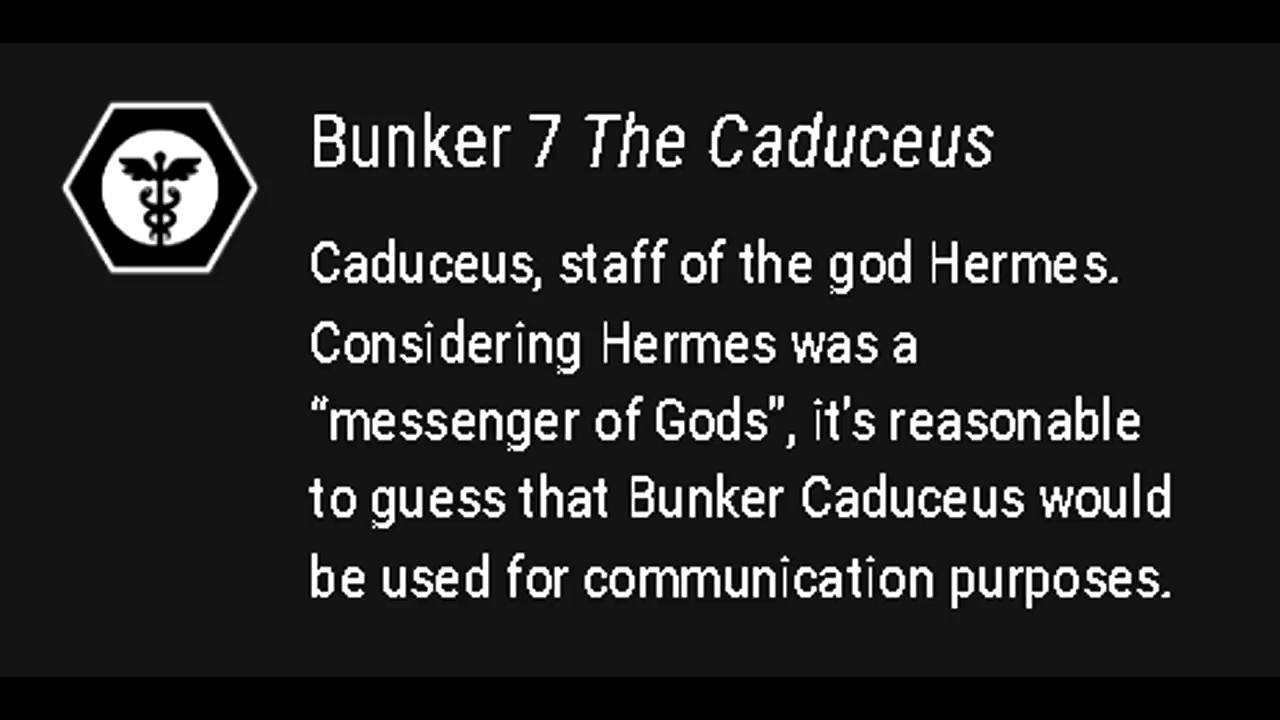 Bunker 7 The Caduceus
Caduceus, staff of the god Hermes.
Considering Hermes was a
“messenger of Gods”, it's reasonable
to guess that Bunker Caduceus would
be used for communication purposes.